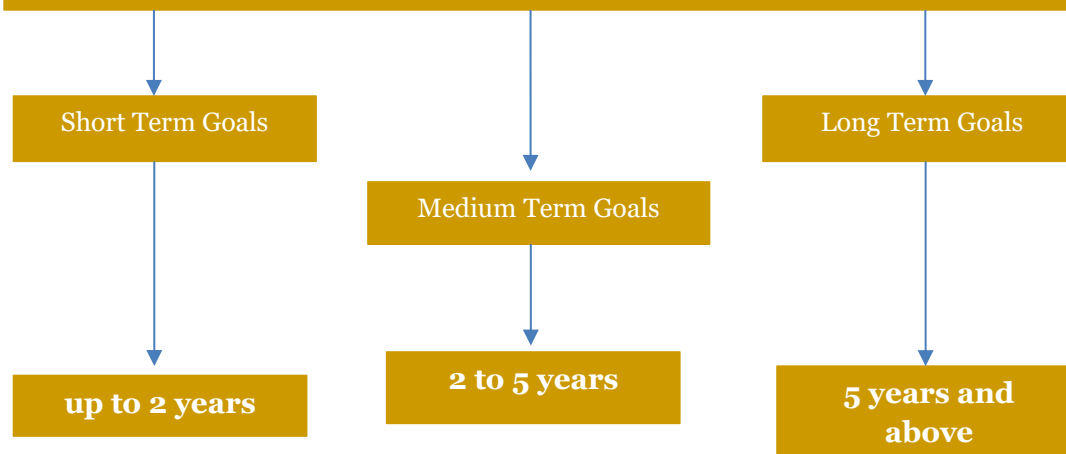 Short Term Goals
Long Term Goals
Medium Term Goals
2 to 5 years
up to 2 years
5 years and
above